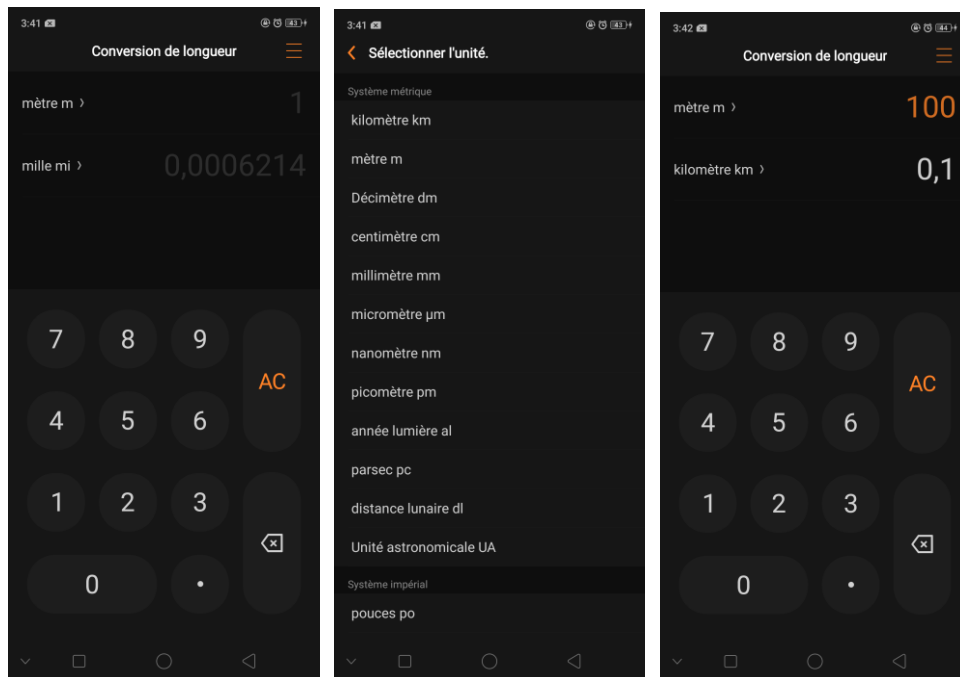 3:41
43
Conversion de longueur
mètre m
1
mille mi
0,0006214
7 8 9
AC
4 5 6
1 2 3
0 .
3:41
43
Sélectionner l'unité.
Système métrique
kilomètre km
mètre m
Décimètre dm
centimètre cm
millimètre mm
micromètre µm
nanomètre nm
picomètre pm
année lumière al
parsec pc
distance lunaire dl
Unité astronomicale UA
Système impérial
pouces po
3:42
44
Conversion de longueur
mètre m
100
kilomètre km
0,1
7 8 9
AC
4 5 6
1 2 3
0 .